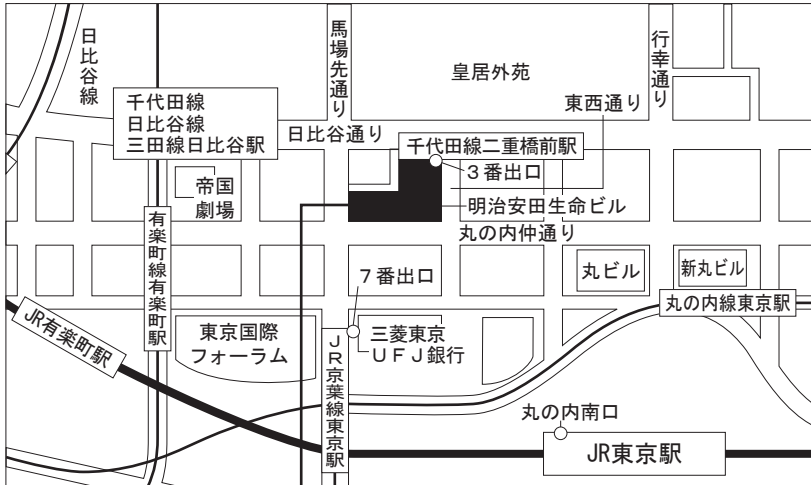 日比谷線
馬場先通り
行幸通り
皇居外苑
東西通り
千代田線
日比谷線
三田線日比谷駅
日比谷通り
千代田線二重橋前駅
３番出口
帝国
劇場
明治安田生命ビル
丸の内仲通り
有楽町線有楽町駅
丸ビル
新丸ビル
７番出口
丸の内線東京駅
JR有楽町駅
東京国際
フォーラム
JR京葉線東京駅
三菱東京
ＵＦＪ銀行
丸の内南口
JR東京駅